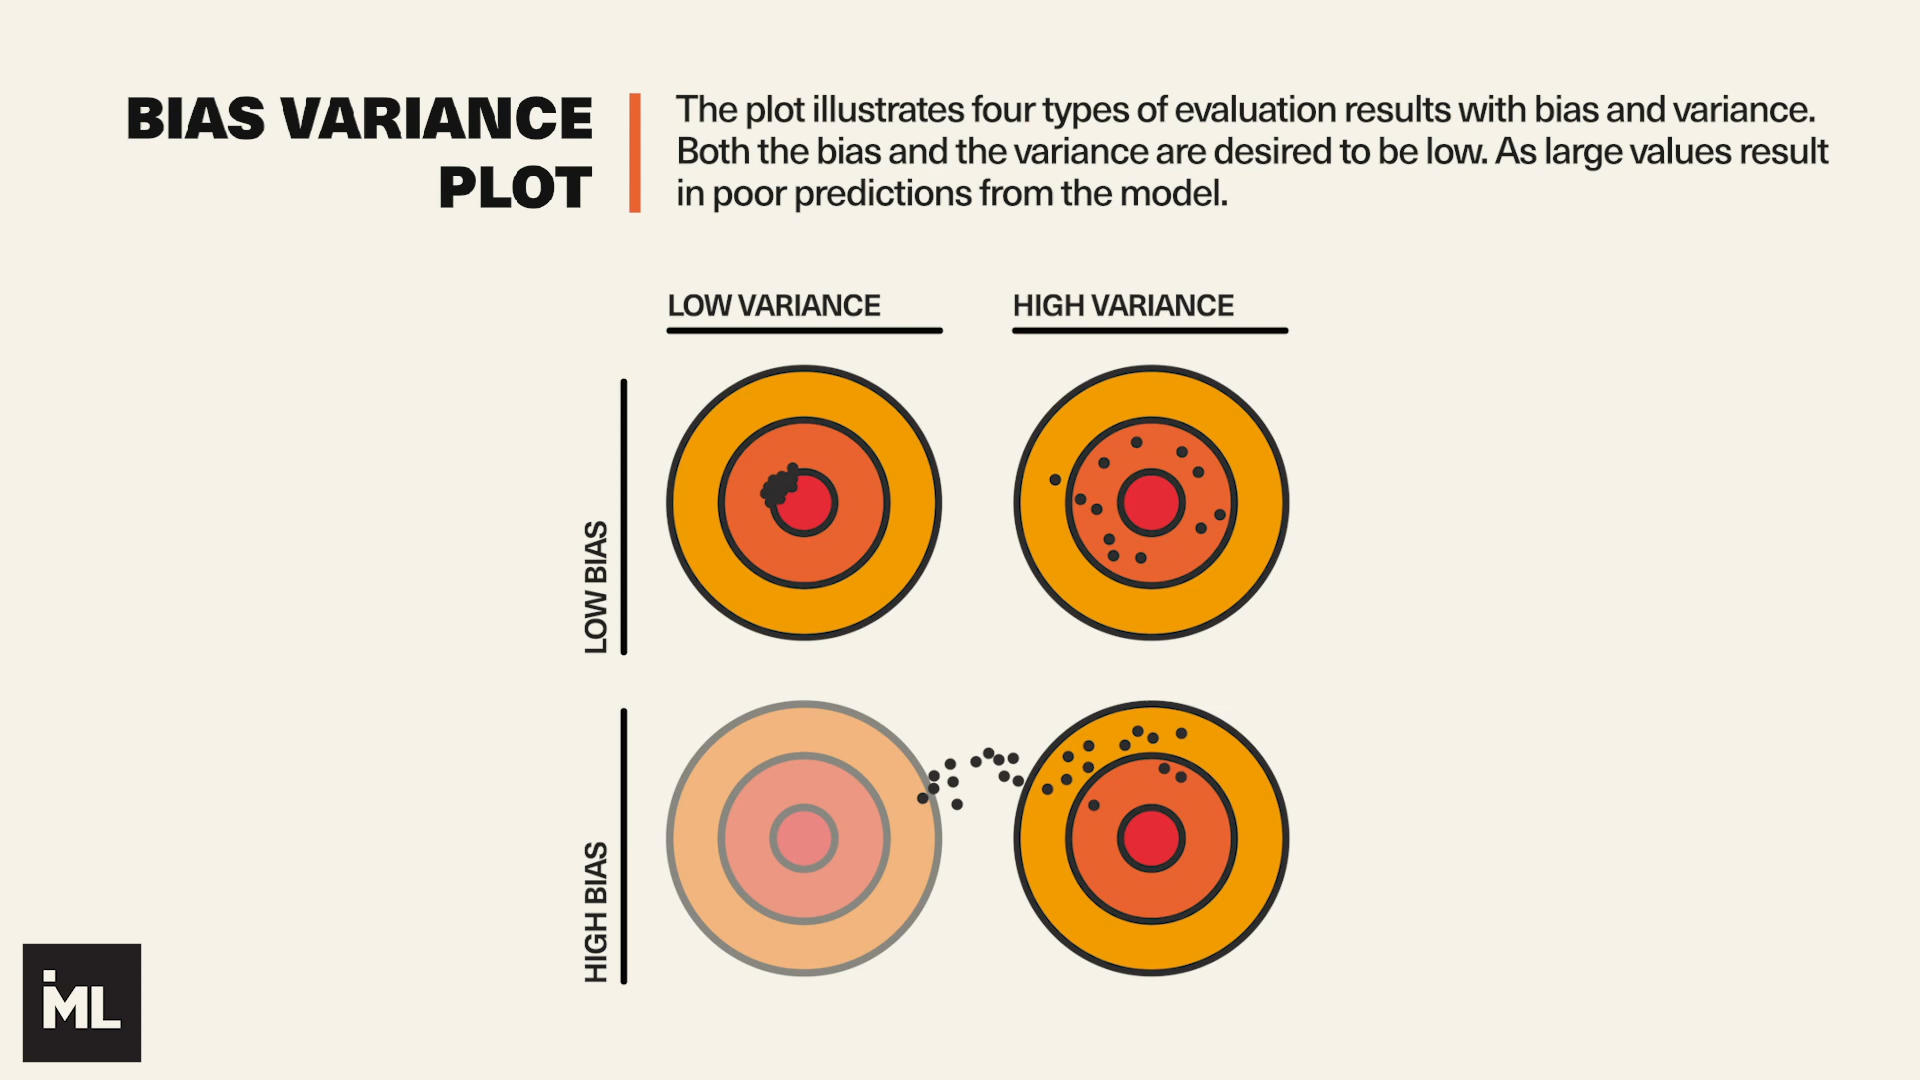 BIAS VARIANCE
PLOT
The plot illustrates four types of evaluation results with bias and variance.
Both the bias and the variance are desired to be low. As large values result
in poor predictions from the model.
LOW VARIANCE
HIGH VARIANCE
LOW BIAS
HIGH BIAS
iML